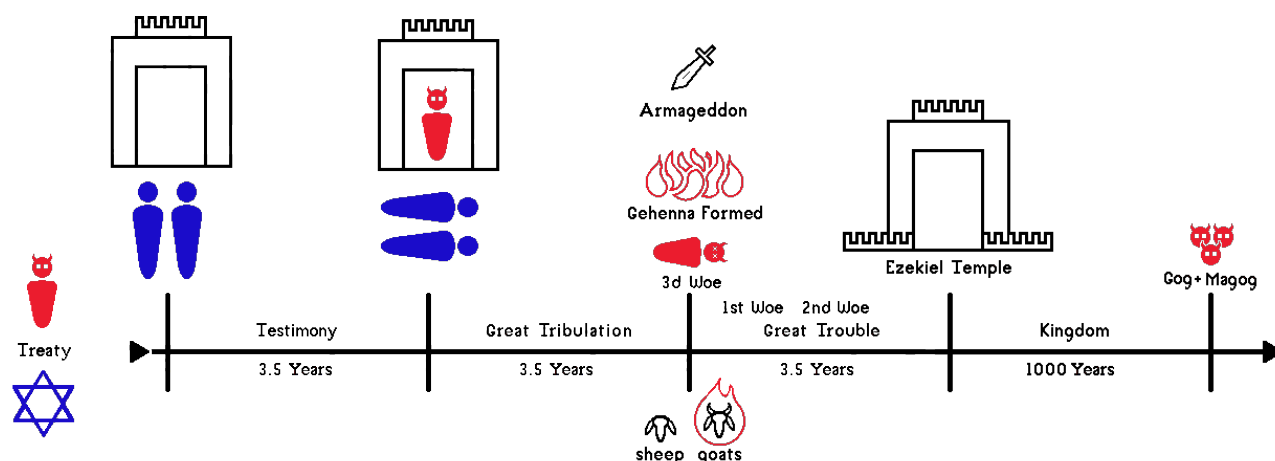 Armageddon
Gehenna Formed
3d Woe
Ezekiel Temple
Gog+Magog
1st Woe 2nd Woe
Treaty
Testimony
Great Tribulation
Great Trouble
Kingdom
3.5 Years
3.5 Years
3.5 Years
1000 Years
sheep goats